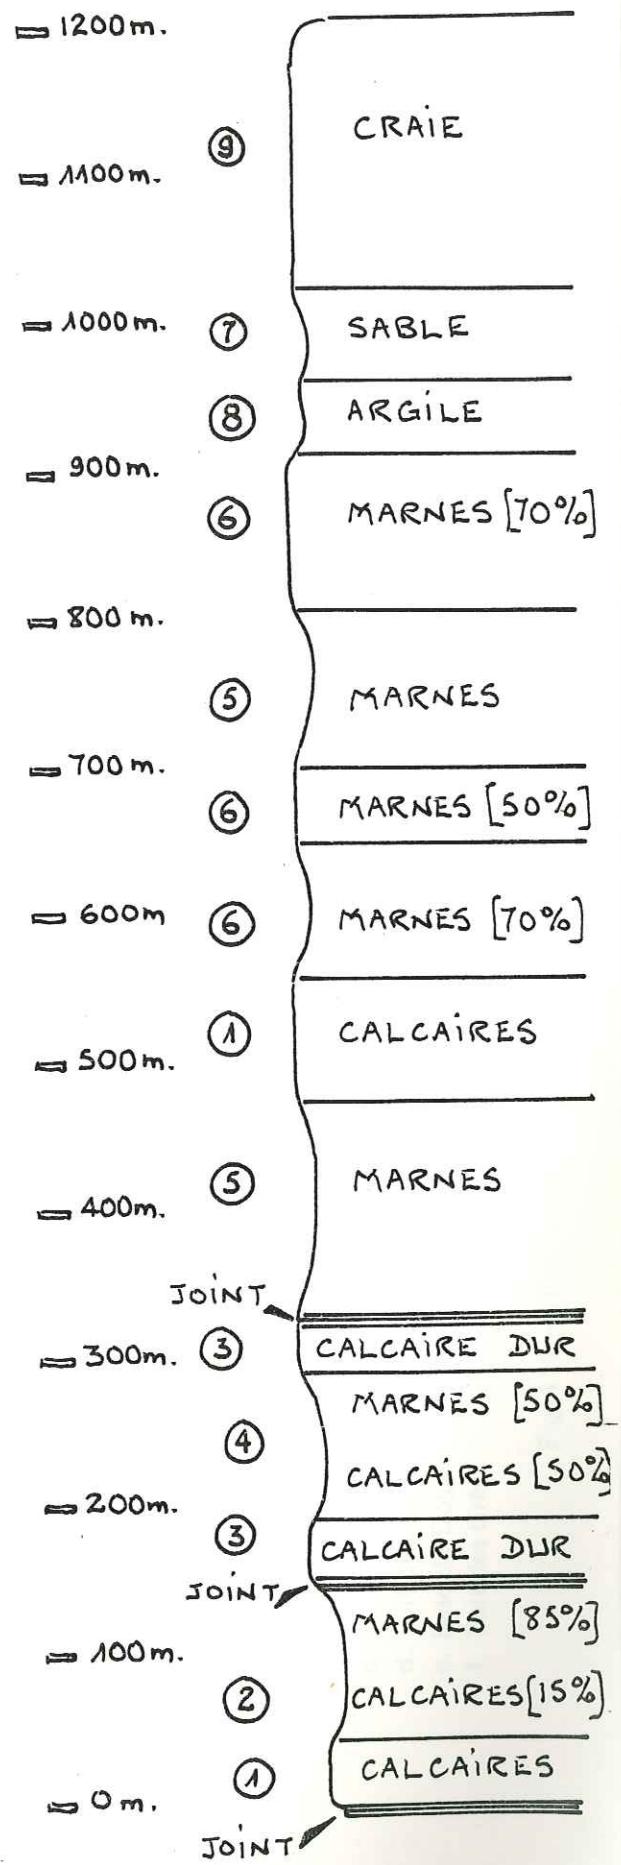 1200m.
CRAIE
⑨
1100m.
1000m. ⑦ SABLE
⑧ ARGILE
900m.
⑥ MARNES [70%]
800m.
⑤ MARNES
700m.
⑥ MARNES [50%]
600m ⑥ MARNES [70%]
① CALCAIRES
500m.
⑤ MARNES
400m.
JOINT
300m. ③ CALCAIRE DUR
MARNES [50%]
④
CALCAIRES [50%]
200m.
③ CALCAIRE DUR
JOINT
MARNES [85%]
100m.
② CALCAIRES [15%]
① CALCAIRES
0m.
JOINT